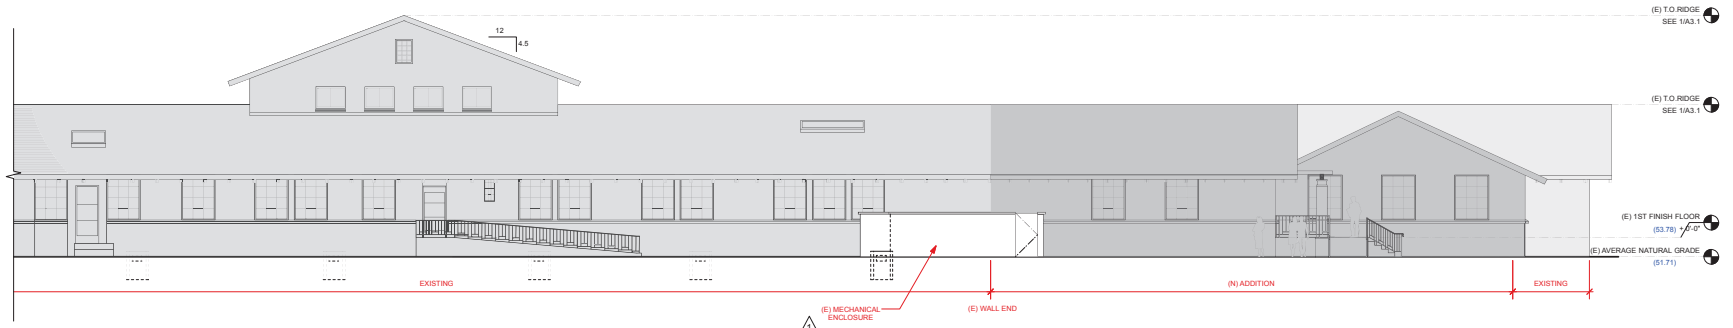 (E) T.O.RIDGE
SEE 1/A3.1
12
4.5
(E) T.O.RIDGE
SEE 1/A3.1
(E) 1ST FINISH FLOOR
(53.78) + 0'-0"
(E) AVERAGE NATURAL GRADE
(51.71)
EXISTING
(N) ADDITION
EXISTING
(E) MECHANICAL
ENCLOSURE
(E) WALL END
1